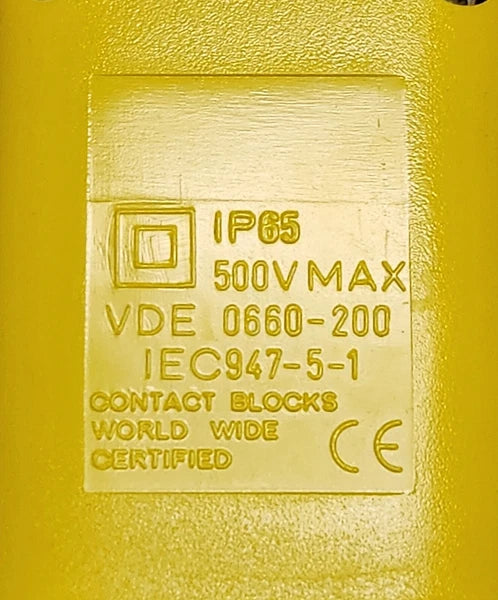 IP65
500V MAX
VDE 0660-200
IEC947-5-1
CONTACT BLOCKS
WORLD WIDE
CERTIFIED
CE